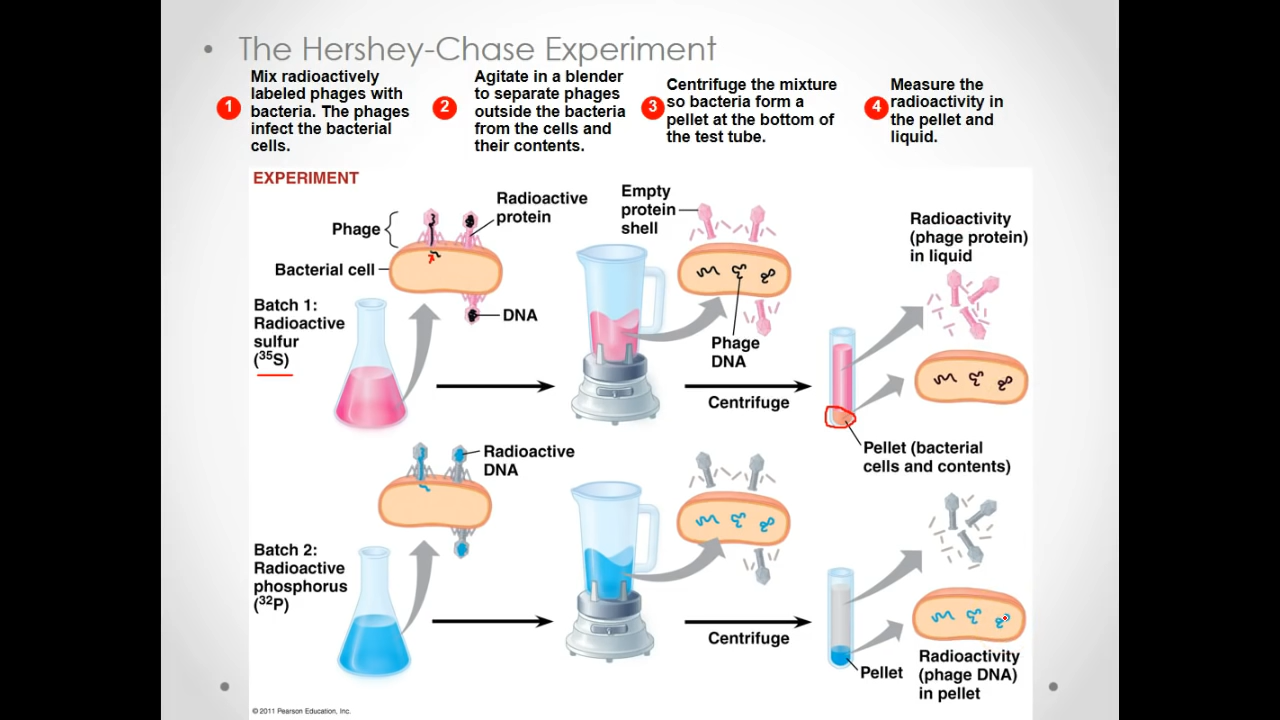 • The Hershey-Chase Experiment
1
Mix radioactively
labeled phages with
bacteria. The phages
infect the bacterial
cells.
2
Agitate in a blender
to separate phages
outside the bacteria
from the cells and
their contents.
3
Centrifuge the mixture
so bacteria form a
pellet at the bottom of
the test tube.
4
Measure the
radioactivity in
the pellet and
liquid.
EXPERIMENT
Phage
Radioactive
protein
Bacterial cell
DNA
Batch 1:
Radioactive
sulfur
(³⁵S)
Empty
protein
shell
Phage
DNA
Centrifuge
Radioactivity
(phage protein)
in liquid
Pellet (bacterial
cells and contents)
Radioactive
DNA
Batch 2:
Radioactive
phosphorus
(³²P)
Centrifuge
Pellet
Radioactivity
(phage DNA)
in pellet
© 2011 Pearson Education, Inc.